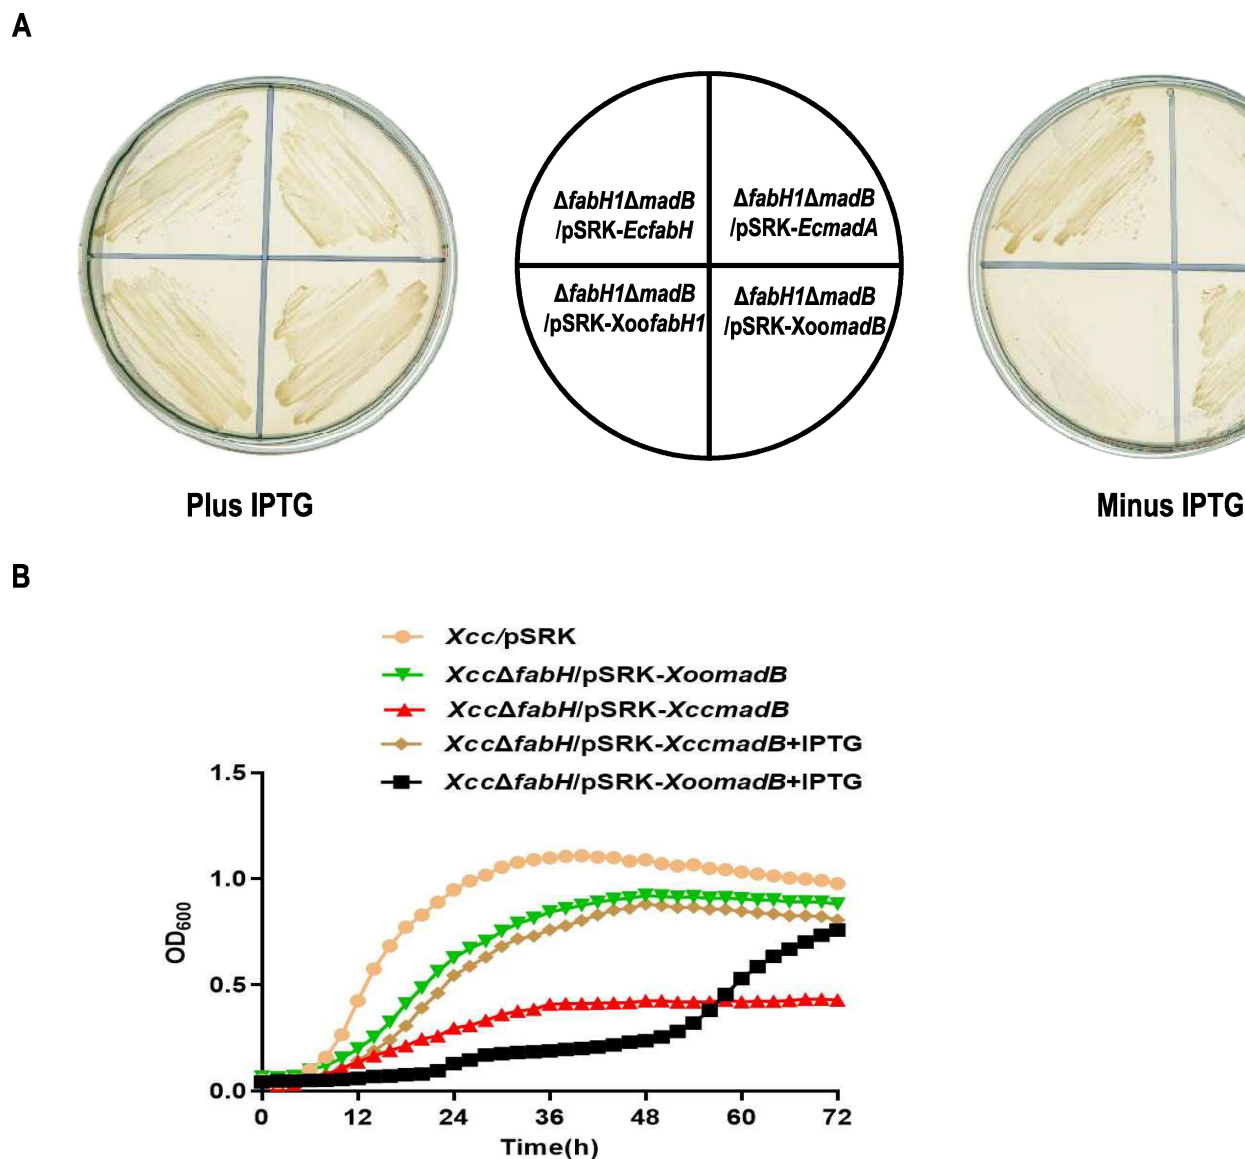 A
ΔfabH1ΔmadB
/pSRK-EcfabH
ΔfabH1ΔmadB
/pSRK-EcmadA
ΔfabH1ΔmadB
/pSRK-XoofabH1
ΔfabH1ΔmadB
/pSRK-XoomadB
Plus IPTG
Minus IPTG
B
Xcc/pSRK
XccΔfabH/pSRK-XoomadB
XccΔfabH/pSRK-XccmadB
XccΔfabH/pSRK-XccmadB+IPTG
XccΔfabH/pSRK-XoomadB+IPTG
1.5
1.0
0.5
0.0
OD600
0 12 24 36 48 60 72
Time(h)